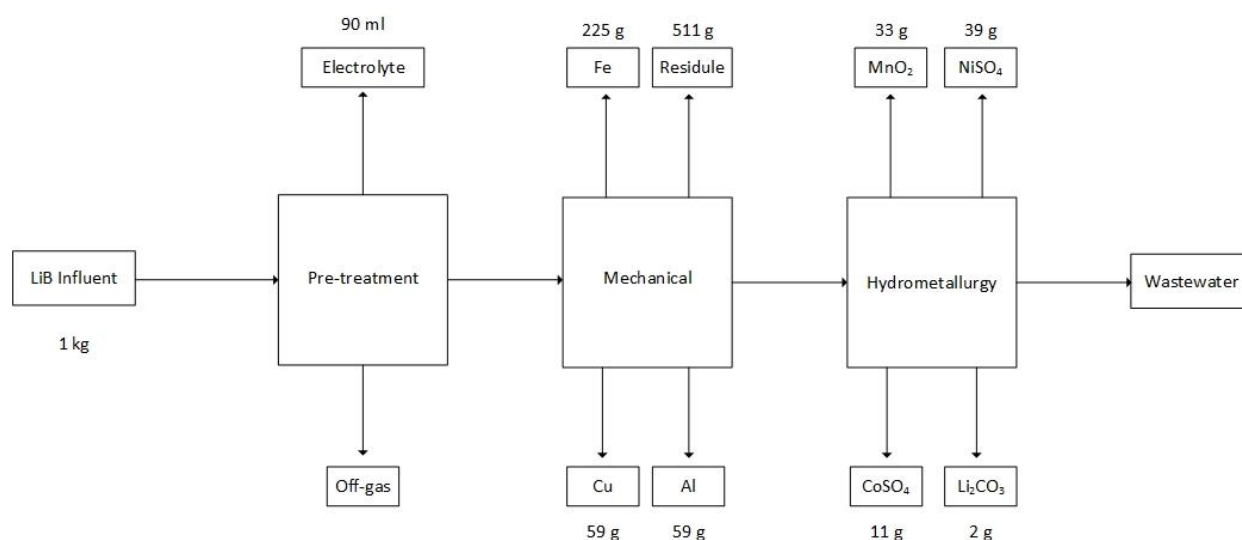 90 ml
Electrolyte
225 g
Fe
511 g
Residule
33 g
MnO₂
39 g
NiSO₄
LiB Influent
1 kg
Pre-treatment
Mechanical
Hydrometallurgy
Wastewater
Off-gas
Cu
59 g
Al
59 g
CoSO₄
11 g
Li₂CO₃
2 g